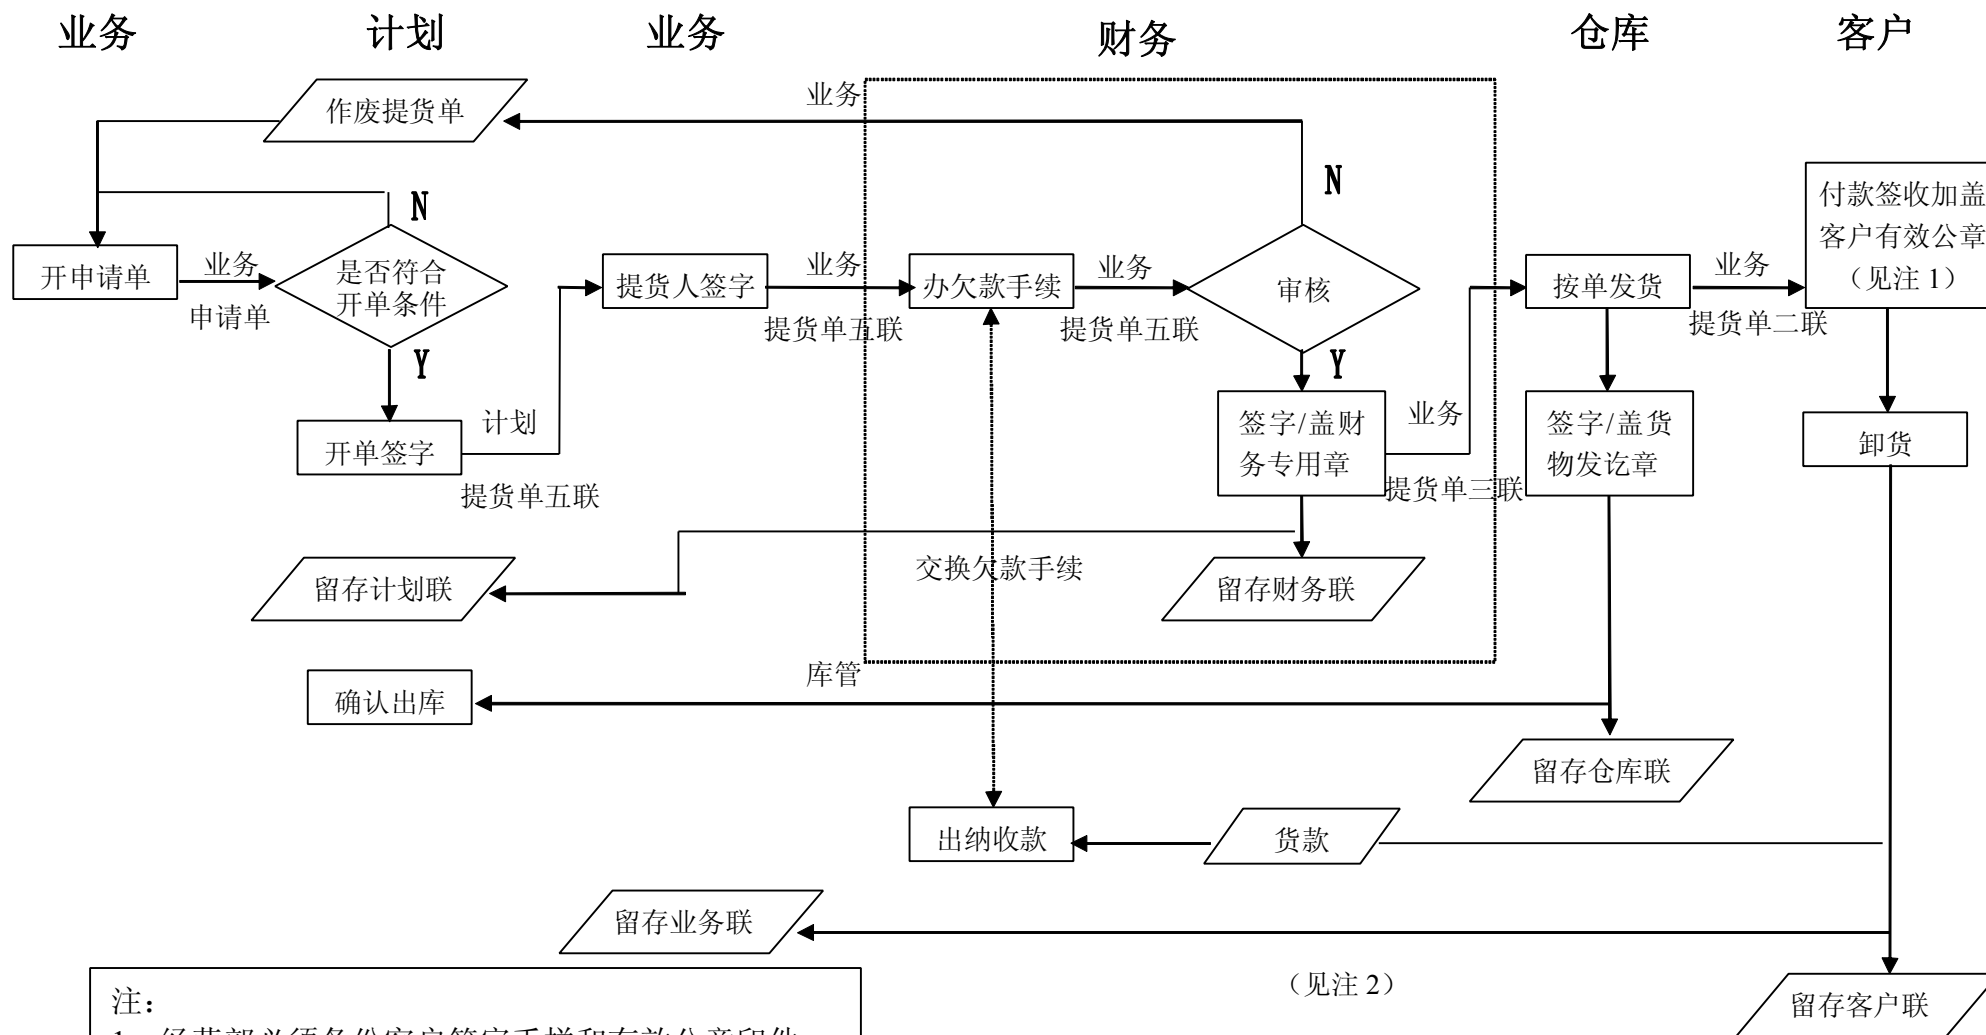 业务
计划
业务
财务
仓库
客户
作废提货单
业务
N
N
付款签收加盖
客户有效公章
（见注 1）
开申请单
业务
申请单
是否符合
开单条件
提货人签字
业务
提货单五联
办欠款手续
业务
提货单五联
审核
按单发货
业务
提货单二联
Y
Y
开单签字
计划
提货单五联
签字/盖财
务专用章
业务
提货单三联
签字/盖货
物发讫章
卸货
留存计划联
交换欠款手续
留存财务联
库管
确认出库
留存仓库联
出纳收款
货款
留存业务联
（见注 2）
留存客户联
注：